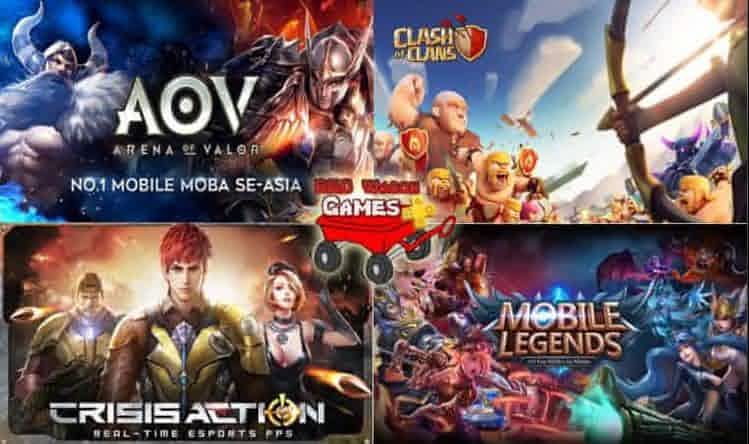 AOV
ARENA OF VALOR
NO.1 MOBILE MOBA SE-ASIA
CLASH
OF CLANS
RED WAGON
GAMES
CRISIS ACTION
REAL-TIME ESPORTS FPS
MOBILE
LEGENDS